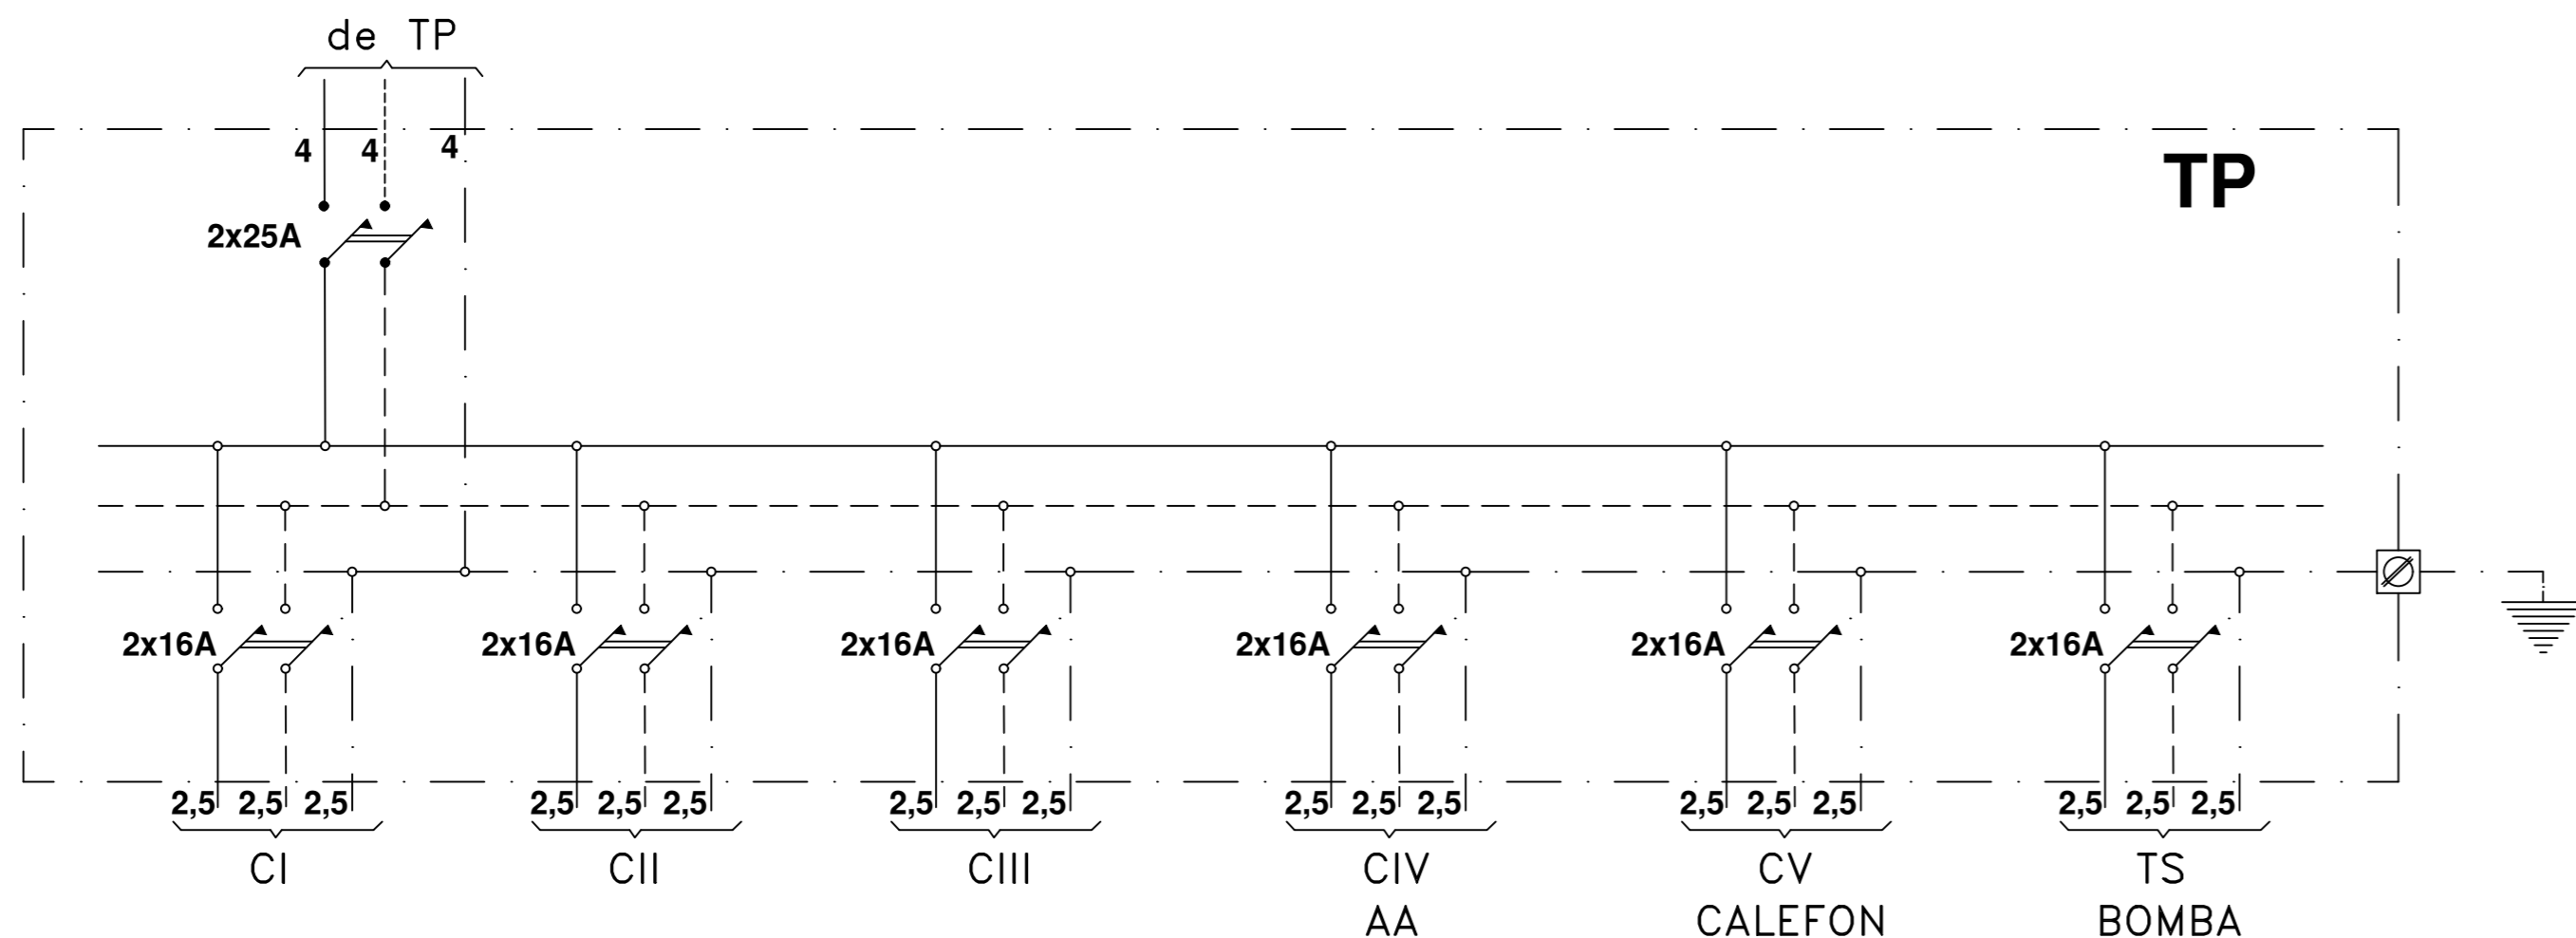 de TP
4 4 4
TP
2x25A
2x16A 2x16A 2x16A 2x16A 2x16A 2x16A
2,5 2,5 2,5 2,5 2,5 2,5 2,5 2,5 2,5 2,5 2,5 2,5 2,5 2,5 2,5 2,5 2,5 2,5
CI CII CIII CIV CV TS
AA CALEFON BOMBA